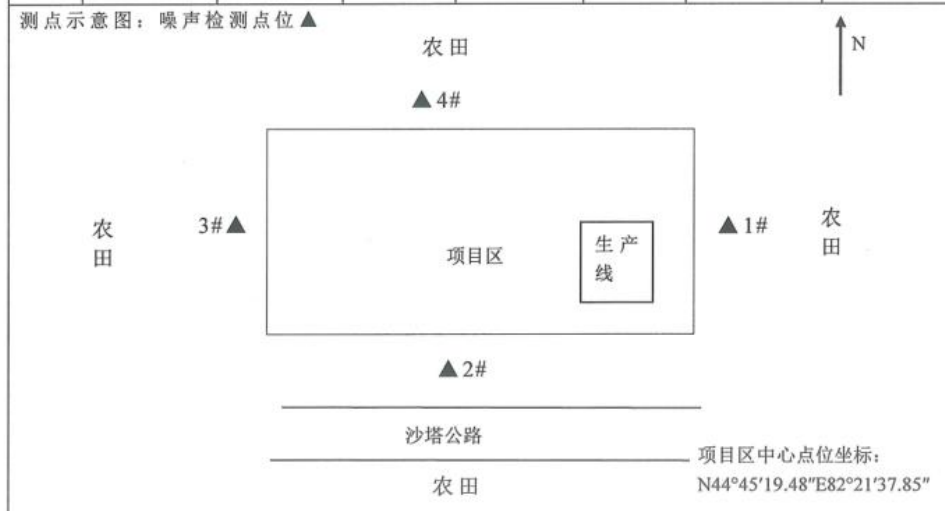 测点示意图：噪声检测点位▲
农田
N
▲4#
农田
3#▲
项目区
生产线
▲1#
农田
▲2#
沙塔公路
农田
项目区中心点位坐标：
N44°45′19.48″E82°21′37.85″